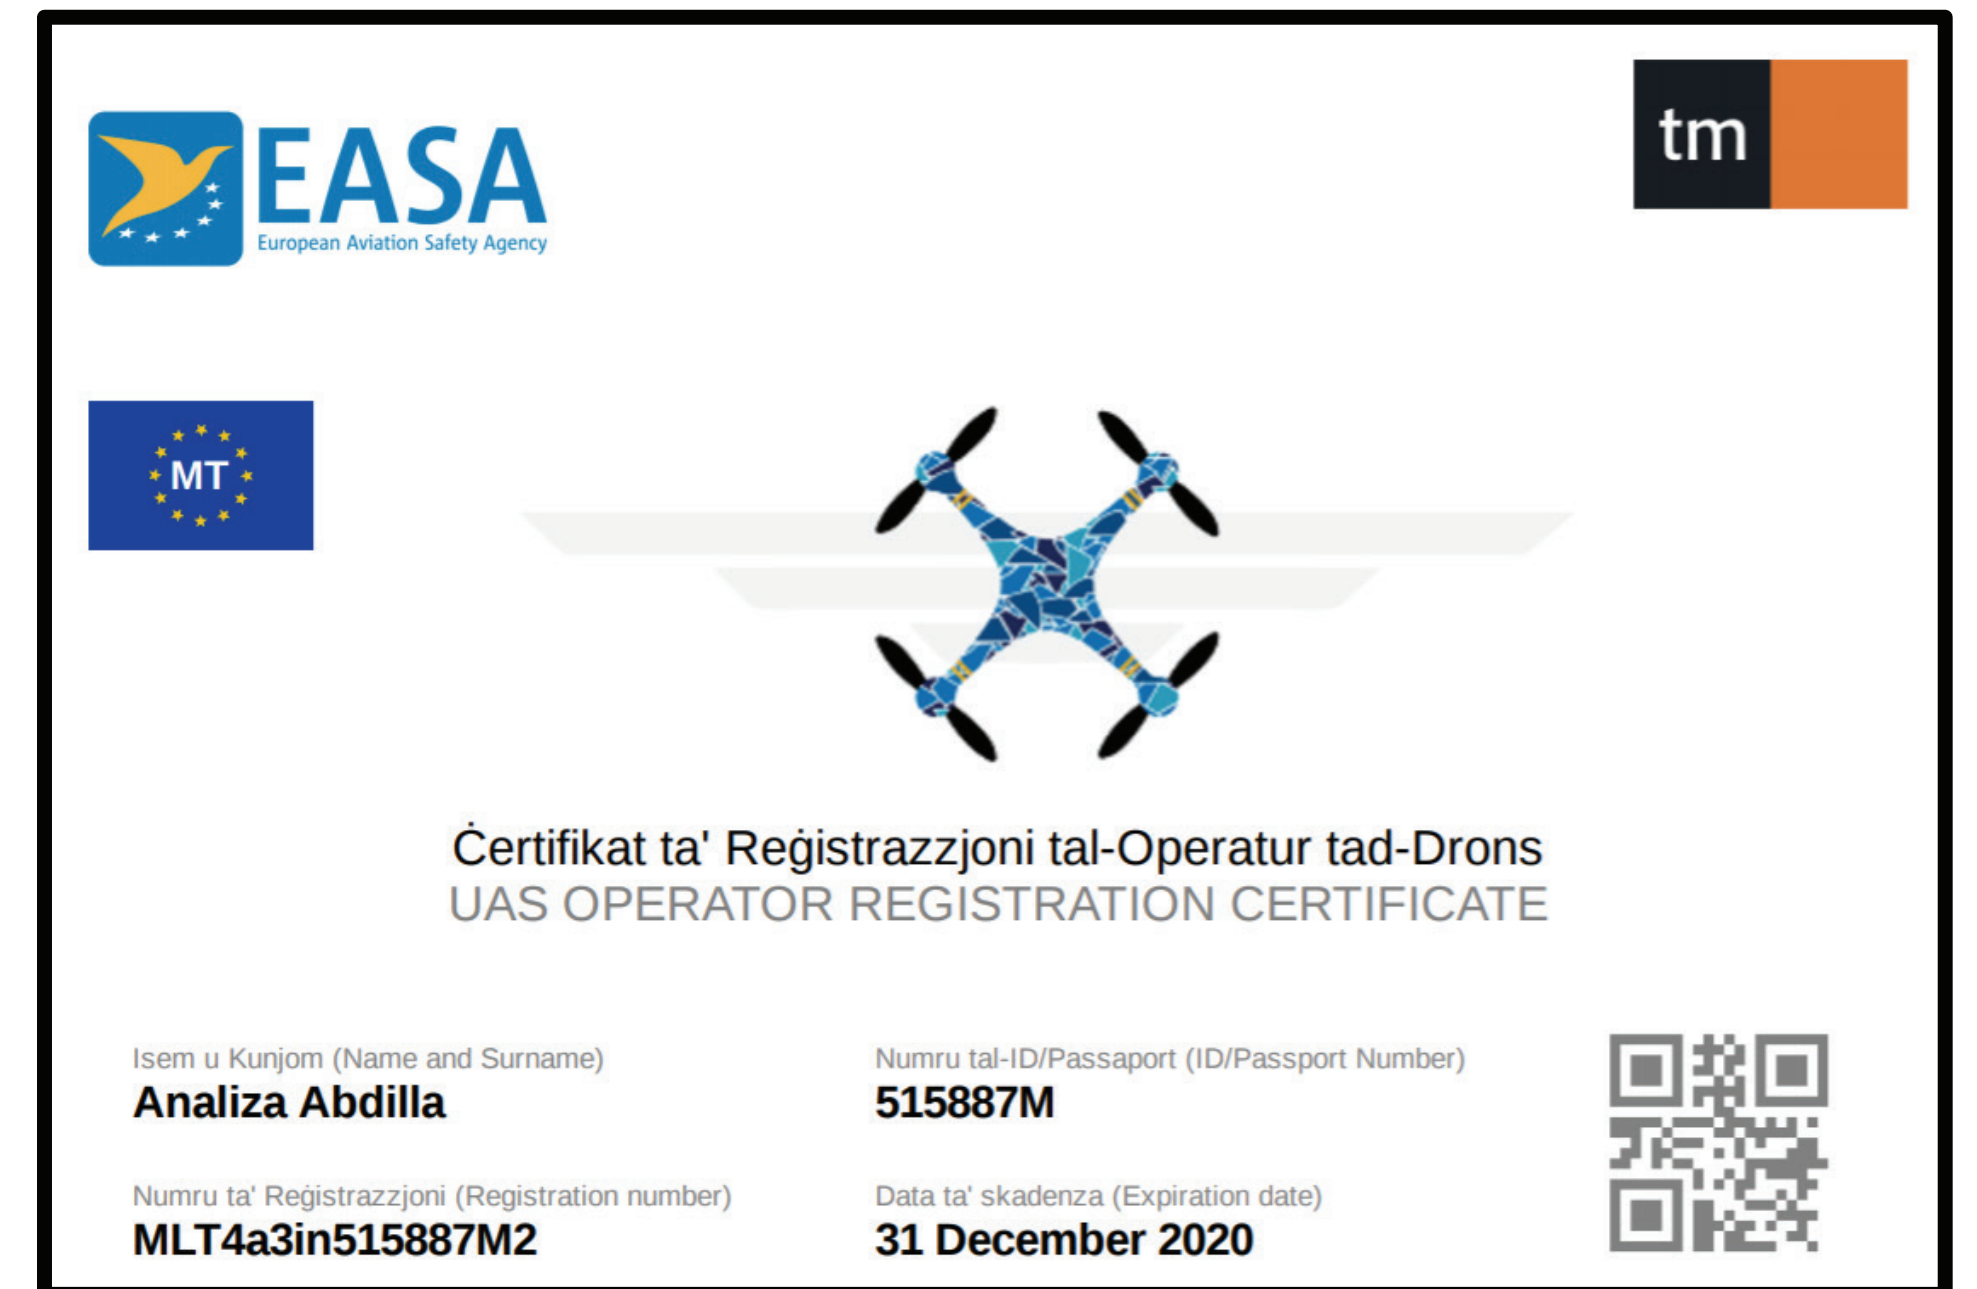 EASA
European Aviation Safety Agency
tm
MT
Ċertifikat ta' Reġistrazzjoni tal-Operatur tad-Drons
UAS OPERATOR REGISTRATION CERTIFICATE
Isem u Kunjom (Name and Surname)
Analiza Abdilla
Numru tal-ID/Passaport (ID/Passport Number)
515887M
Numru ta' Reġistrazzjoni (Registration number)
MLT4a3in515887M2
Data ta' skadenza (Expiration date)
31 December 2020